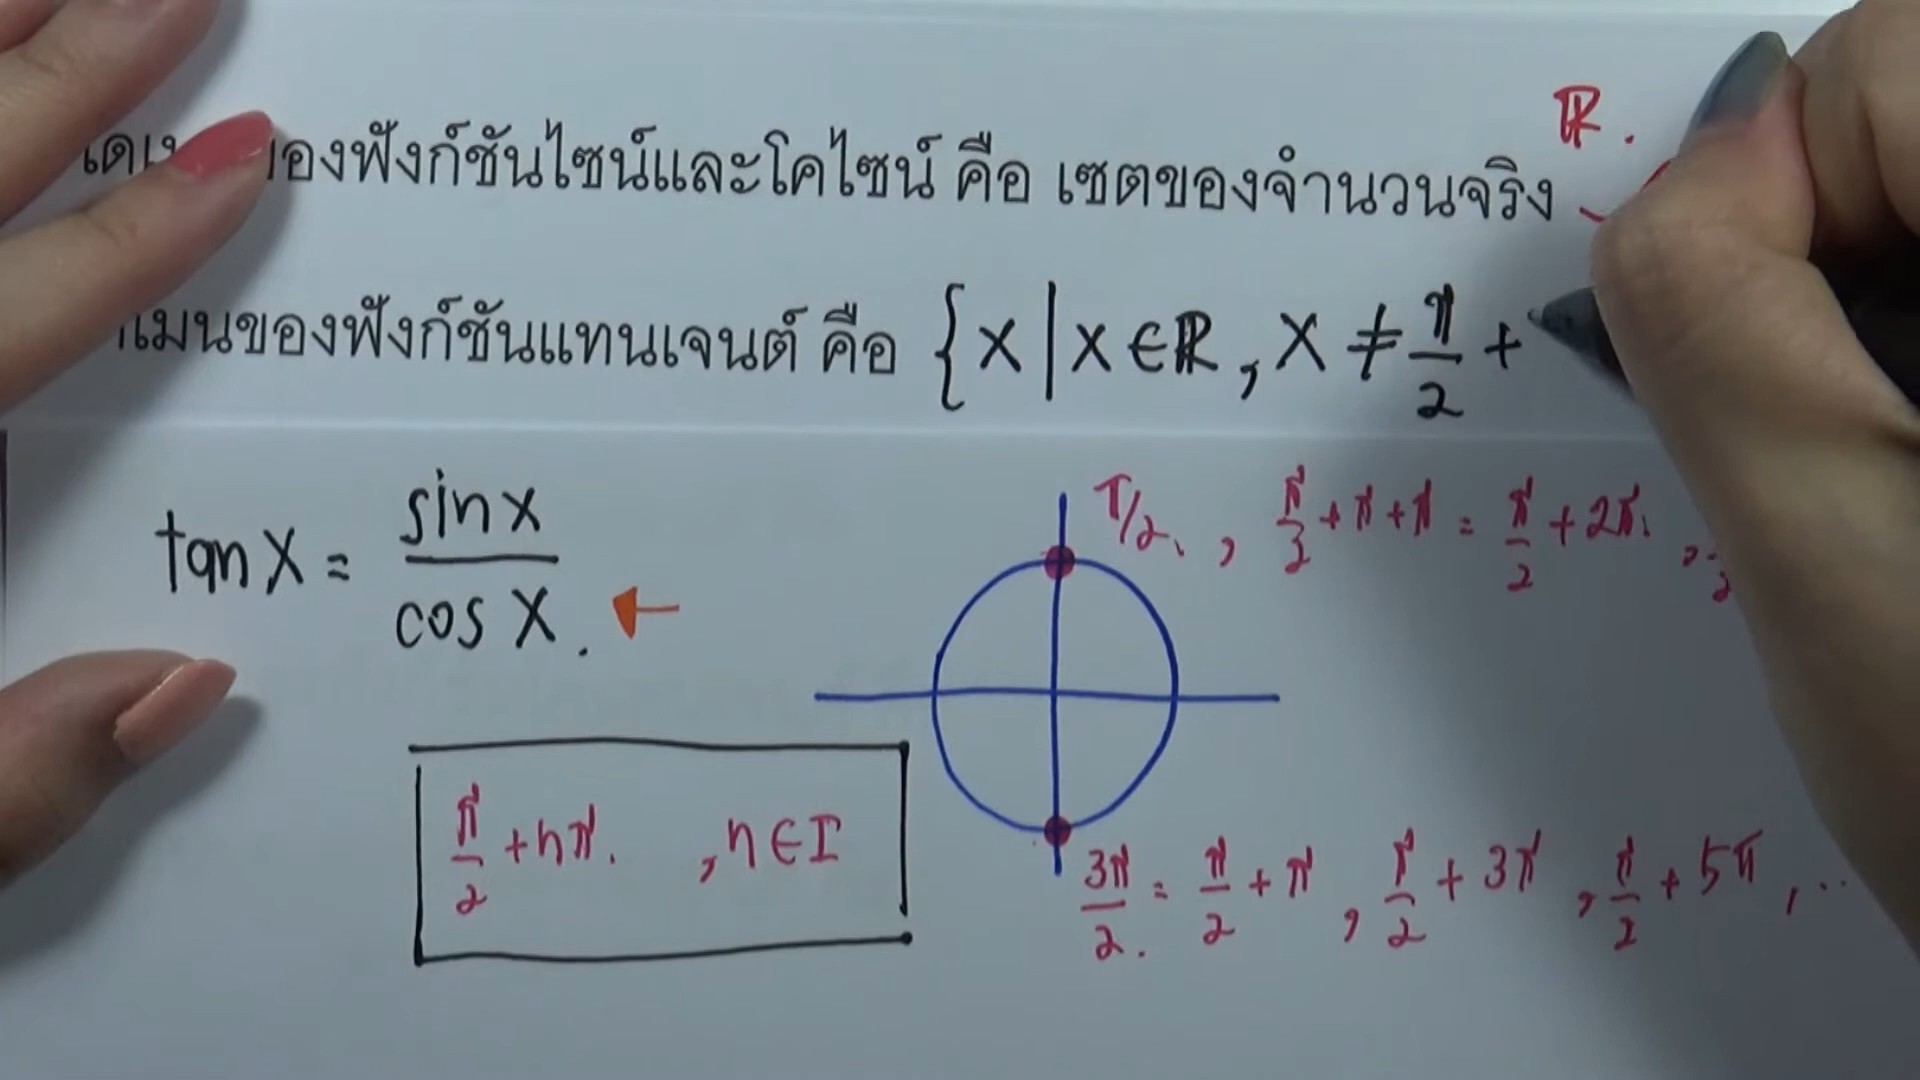 ของฟังก์ชันไซน์และโคไซน์ คือ เซตของจำนวนจริง ℝ.
เมนของฟังก์ชันแทนเจนต์ คือ {x | x ∈ ℝ, x ≠ π/2 +
tan x = sin x / cos x.
π/2. , π/2 + π + π = π/2 + 2π. ,
π/2 + nπ. , n ∈ I
3π/2. = π/2 + π , π/2 + 3π , π/2 + 5π , ...